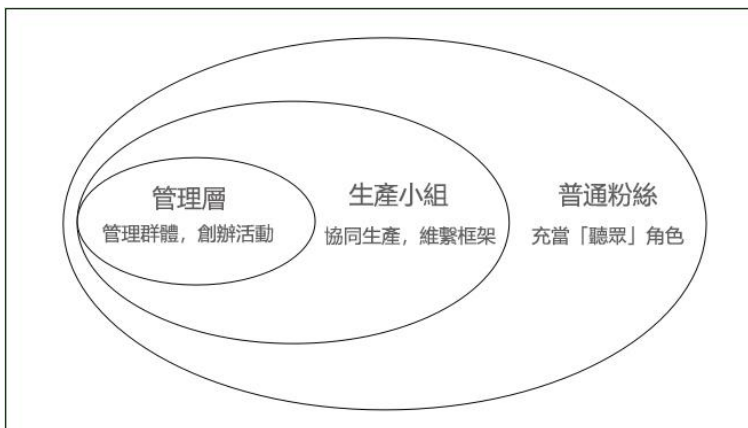 管理層
管理群體，創辦活動
生產小組
協同生產，維繫框架
普通粉絲
充當「聽眾」角色